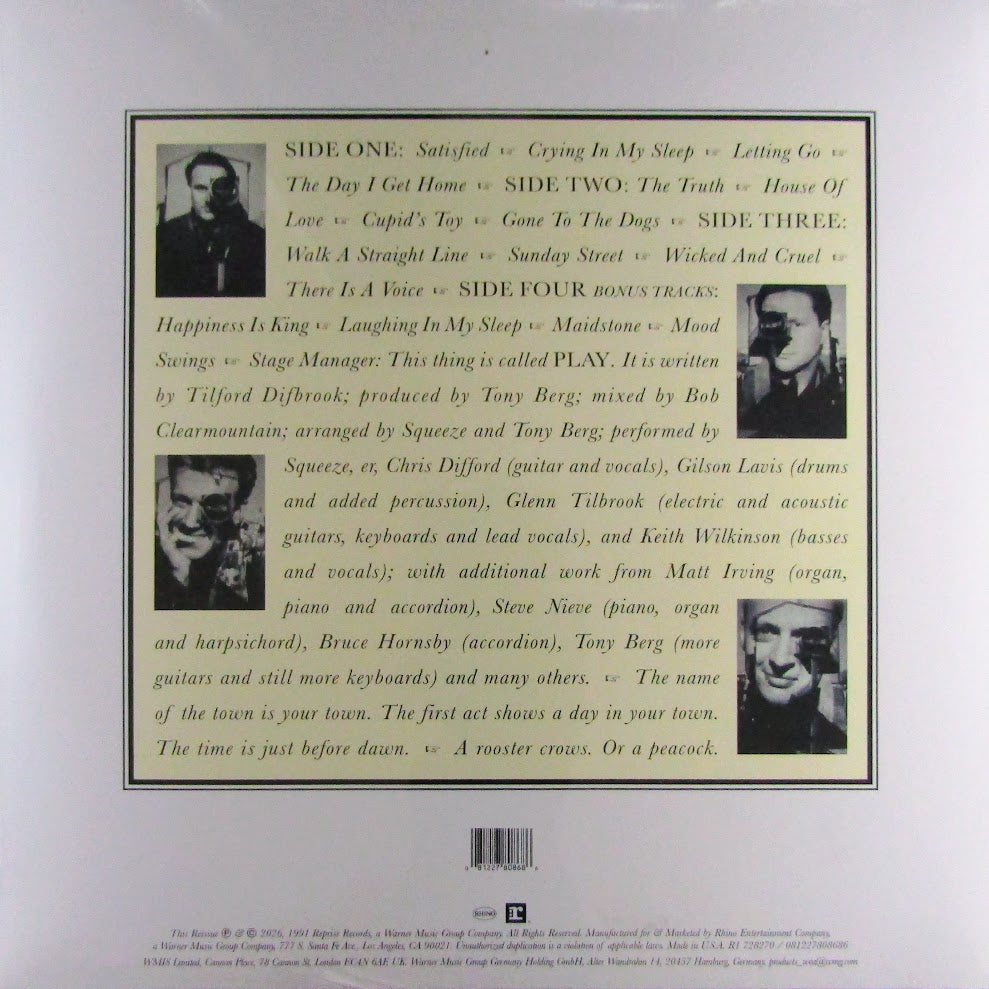 SIDE ONE: Satisfied ☞ Crying In My Sleep ☞ Letting Go ☞
The Day I Get Home ☞ SIDE TWO: The Truth ☞ House Of
Love ☞ Cupid's Toy ☞ Gone To The Dogs ☞ SIDE THREE:
Walk A Straight Line ☞ Sunday Street ☞ Wicked And Cruel ☞
There Is A Voice ☞ SIDE FOUR BONUS TRACKS:
Happiness Is King ☞ Laughing In My Sleep ☞ Maidstone ☞ Mood
Swings ☞ Stage Manager: This thing is called PLAY. It is written
by Tilford Difbrook; produced by Tony Berg; mixed by Bob
Clearmountain; arranged by Squeeze and Tony Berg; performed by
Squeeze, er, Chris Difford (guitar and vocals), Gilson Lavis (drums
and added percussion), Glenn Tilbrook (electric and acoustic
guitars, keyboards and lead vocals), and Keith Wilkinson (basses
and vocals); with additional work from Matt Irving (organ,
piano and accordion), Steve Nieve (piano, organ
and harpsichord), Bruce Hornsby (accordion), Tony Berg (more
guitars and still more keyboards) and many others. ☞ The name
of the town is your town. The first act shows a day in your town.
The time is just before dawn. ☞ A rooster crows. Or a peacock.
0 81227 80868 6
RHINO r
This Reissue ℗ & © 2026, 1991 Reprise Records, a Warner Music Group Company. All Rights Reserved. Manufactured for & Marketed by Rhino Entertainment Company,
a Warner Music Group Company, 777 S. Santa Fe Ave., Los Angeles, CA 90021. Unauthorized duplication is a violation of applicable laws. Made in U.S.A. R1 728270 / 081227808686
WMIS Limited, Cannon Place, 78 Cannon St, London EC4N 6AF, UK. Warner Music Group Germany Holding GmbH, Alter Wandrahm 14, 20457 Hamburg, Germany.